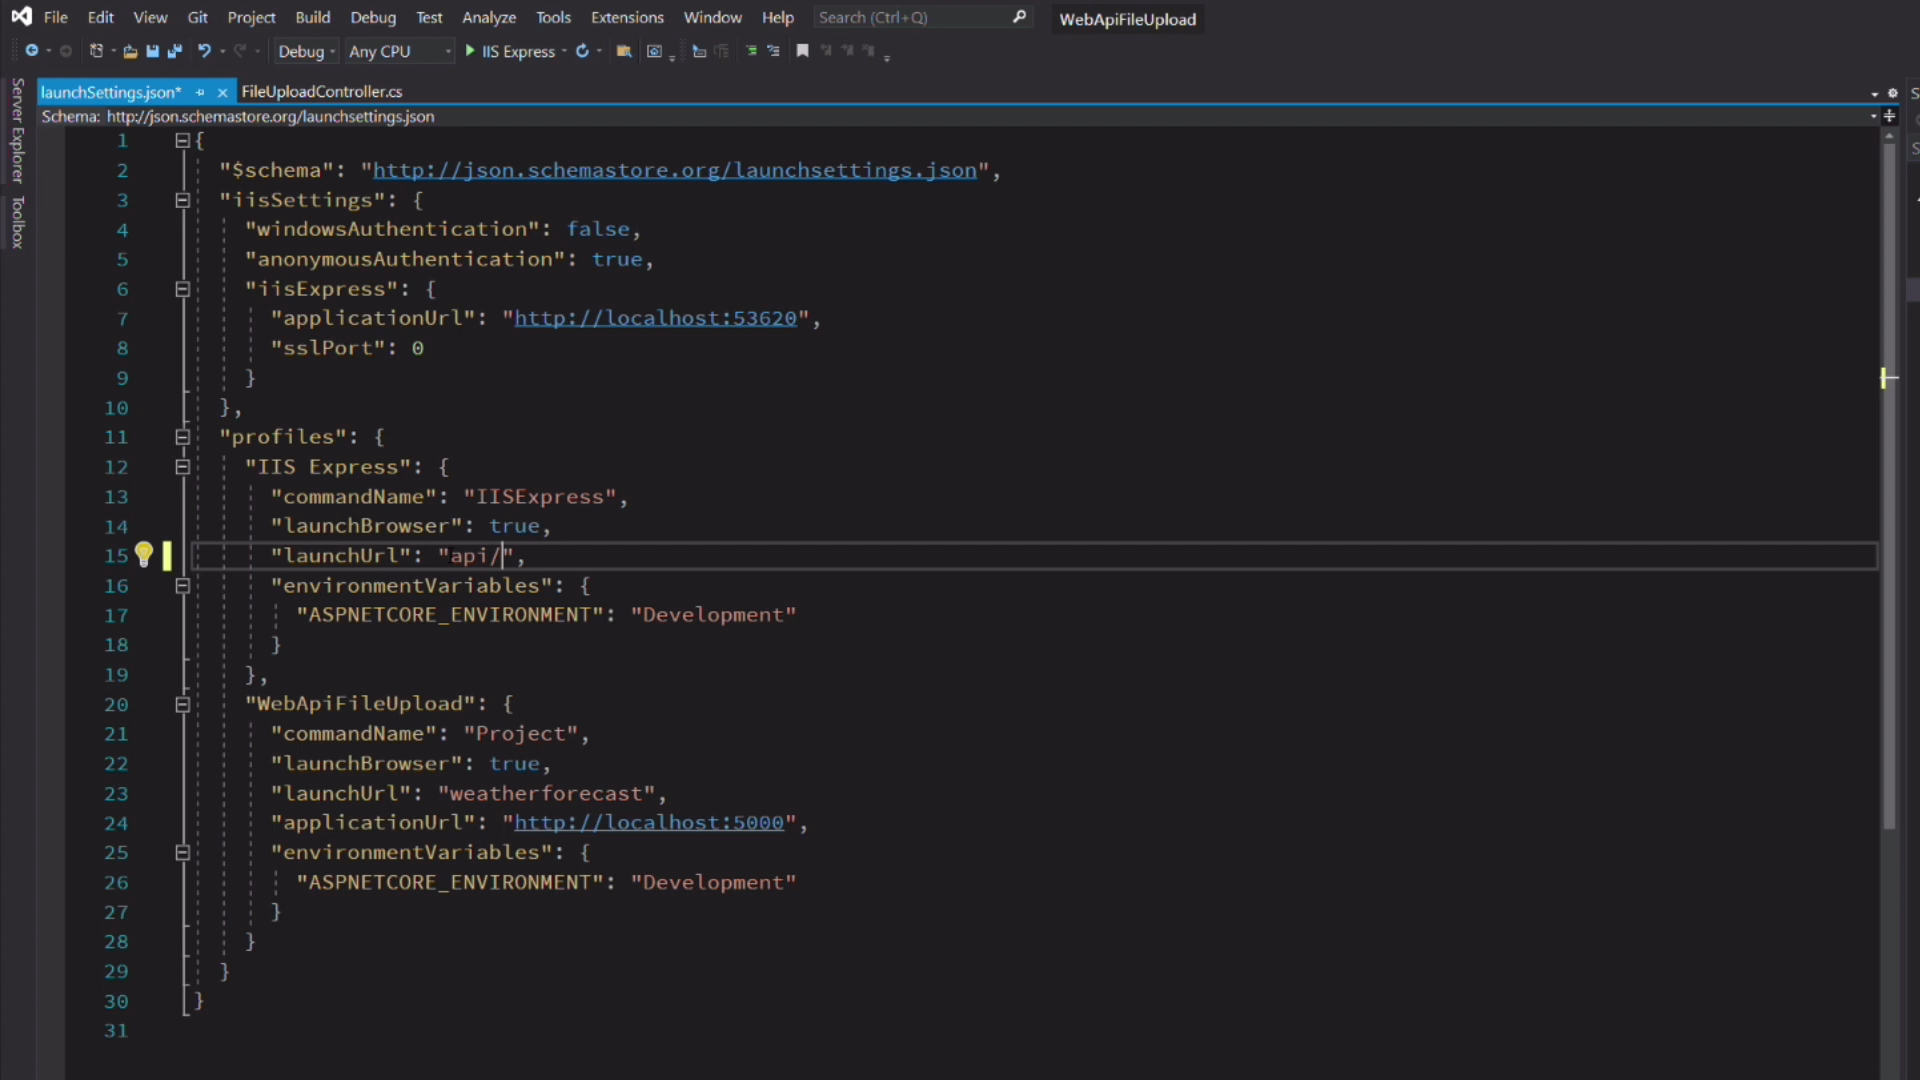 File Edit View Git Project Build Debug Test Analyze Tools Extensions Window Help Search (Ctrl+Q) WebApiFileUpload
Debug Any CPU IIS Express
launchSettings.json* FileUploadController.cs
Schema: http://json.schemastore.org/launchsettings.json
Server Explorer
Toolbox
1 {
2 "$schema": "http://json.schemastore.org/launchsettings.json",
3 "iisSettings": {
4 "windowsAuthentication": false,
5 "anonymousAuthentication": true,
6 "iisExpress": {
7 "applicationUrl": "http://localhost:53620",
8 "sslPort": 0
9 }
10 },
11 "profiles": {
12 "IIS Express": {
13 "commandName": "IISExpress",
14 "launchBrowser": true,
15 "launchUrl": "api/",
16 "environmentVariables": {
17 "ASPNETCORE_ENVIRONMENT": "Development"
18 }
19 },
20 "WebApiFileUpload": {
21 "commandName": "Project",
22 "launchBrowser": true,
23 "launchUrl": "weatherforecast",
24 "applicationUrl": "http://localhost:5000",
25 "environmentVariables": {
26 "ASPNETCORE_ENVIRONMENT": "Development"
27 }
28 }
29 }
30 }
31